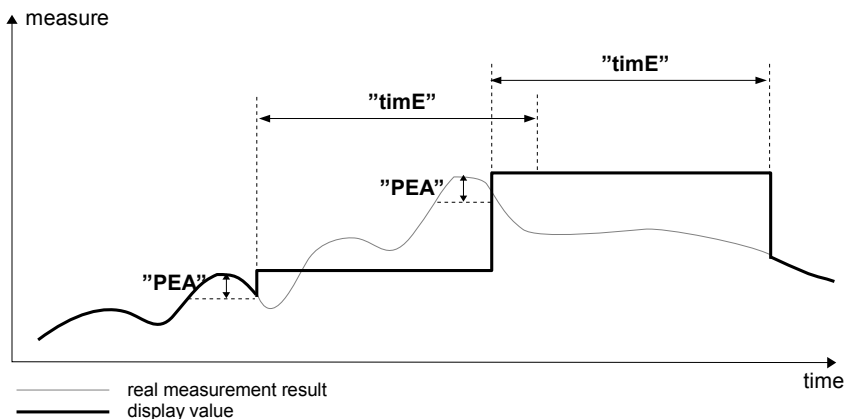 measure
”timE”
”timE”
”PEA”
”PEA”
time
real measurement result
display value